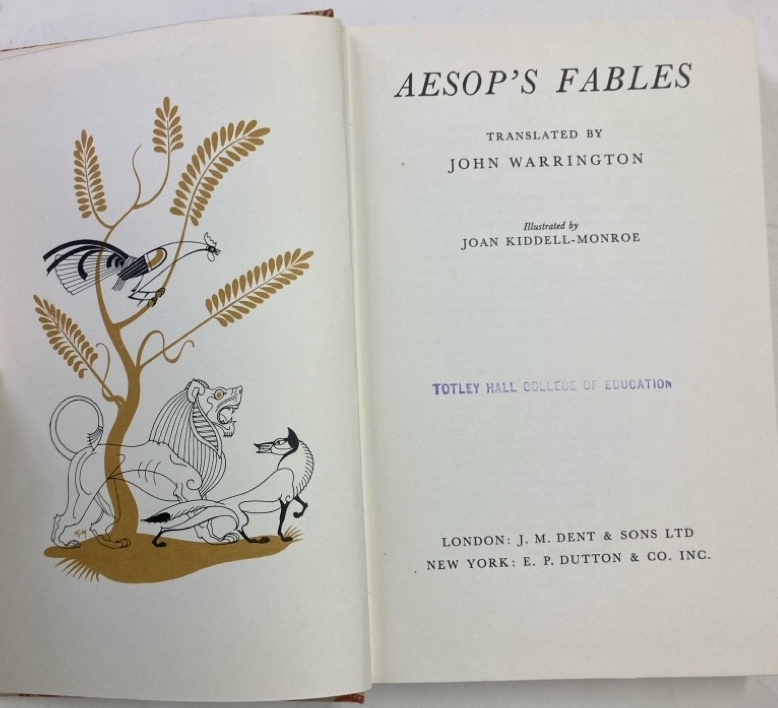 AESOP'S FABLES
TRANSLATED BY
JOHN WARRINGTON
Illustrated by
JOAN KIDDELL-MONROE
TOTLEY HALL COLLEGE OF EDUCATION
LONDON: J. M. DENT & SONS LTD
NEW YORK: E. P. DUTTON & CO. INC.